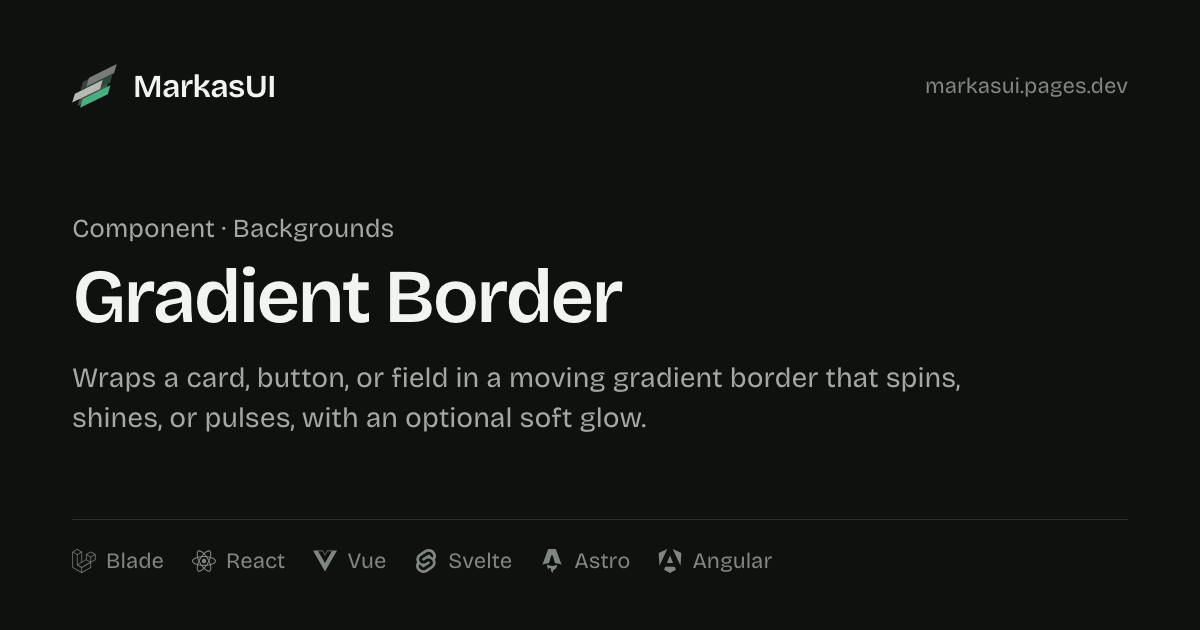 MarkasUI
markasui.pages.dev
Component · Backgrounds
Gradient Border
Wraps a card, button, or field in a moving gradient border that spins,
shines, or pulses, with an optional soft glow.
Blade React Vue Svelte Astro Angular